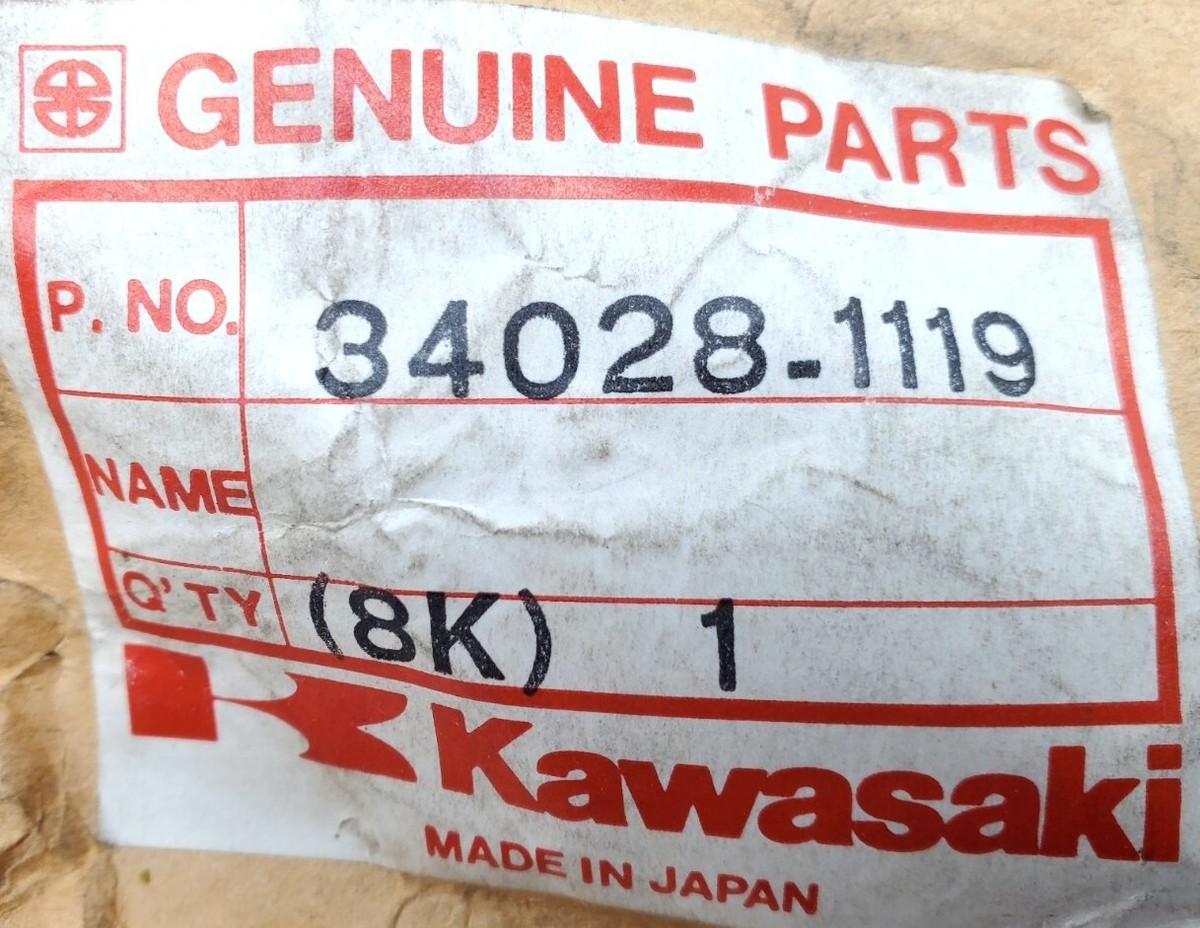 GENUINE PARTS
P. NO. 34028-1119
NAME
Q'TY (8K) 1
Kawasaki
MADE IN JAPAN